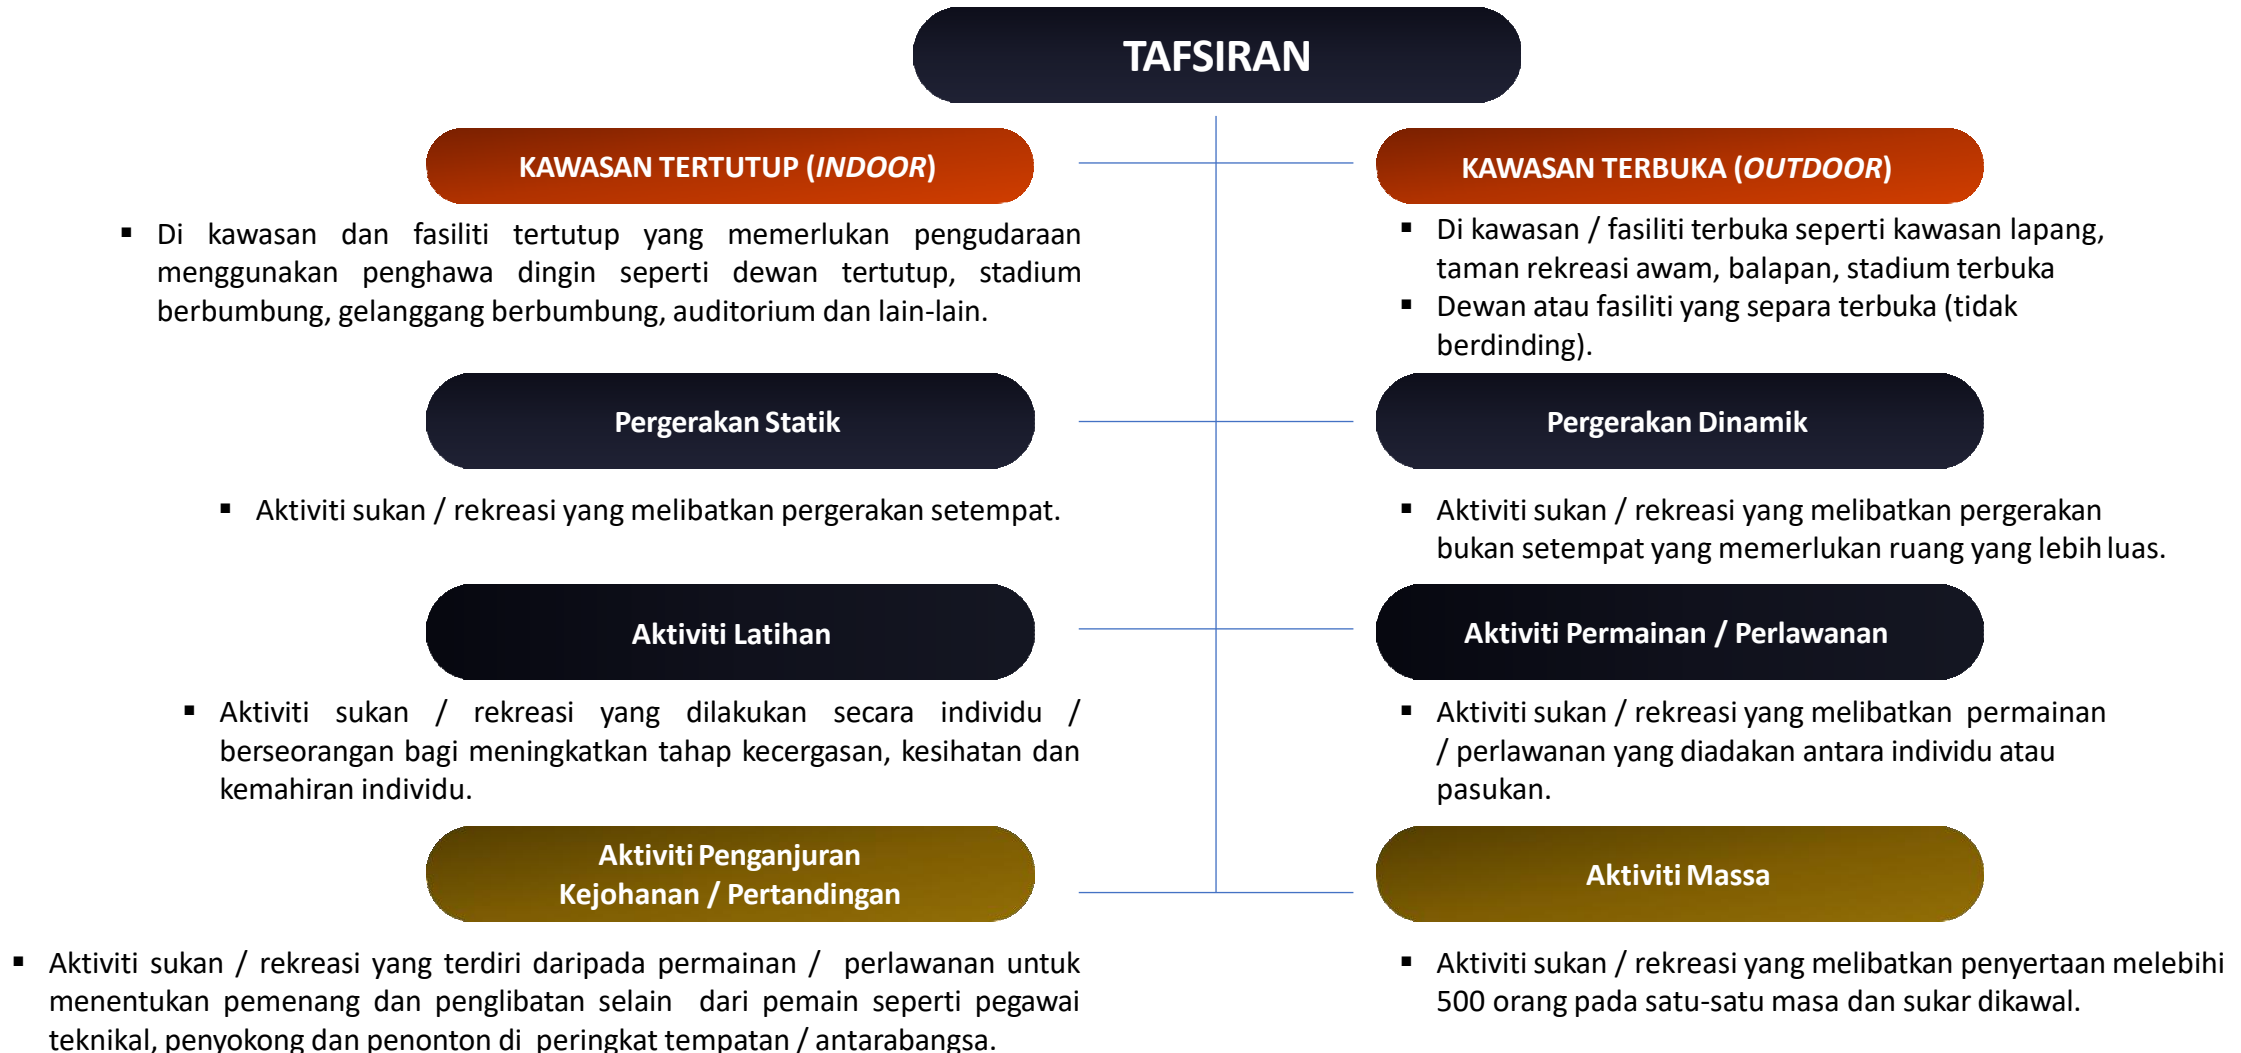 TAFSIRAN
KAWASAN TERTUTUP (INDOOR)
▪ Di kawasan dan fasiliti tertutup yang memerlukan pengudaraan
menggunakan penghawa dingin seperti dewan tertutup, stadium
berbumbung, gelanggang berbumbung, auditorium dan lain-lain.
KAWASAN TERBUKA (OUTDOOR)
▪ Di kawasan / fasiliti terbuka seperti kawasan lapang,
taman rekreasi awam, balapan, stadium terbuka
▪ Dewan atau fasiliti yang separa terbuka (tidak
berdinding).
Pergerakan Statik
▪ Aktiviti sukan / rekreasi yang melibatkan pergerakan setempat.
Pergerakan Dinamik
▪ Aktiviti sukan / rekreasi yang melibatkan pergerakan
bukan setempat yang memerlukan ruang yang lebih luas.
Aktiviti Latihan
▪ Aktiviti sukan / rekreasi yang dilakukan secara individu /
berseorangan bagi meningkatkan tahap kecergasan, kesihatan dan
kemahiran individu.
Aktiviti Permainan / Perlawanan
▪ Aktiviti sukan / rekreasi yang melibatkan permainan
/ perlawanan yang diadakan antara individu atau
pasukan.
Aktiviti Penganjuran
Kejohanan / Pertandingan
▪ Aktiviti sukan / rekreasi yang terdiri daripada permainan / perlawanan untuk
menentukan pemenang dan penglibatan selain dari pemain seperti pegawai
teknikal, penyokong dan penonton di peringkat tempatan / antarabangsa.
Aktiviti Massa
▪ Aktiviti sukan / rekreasi yang melibatkan penyertaan melebihi
500 orang pada satu-satu masa dan sukar dikawal.